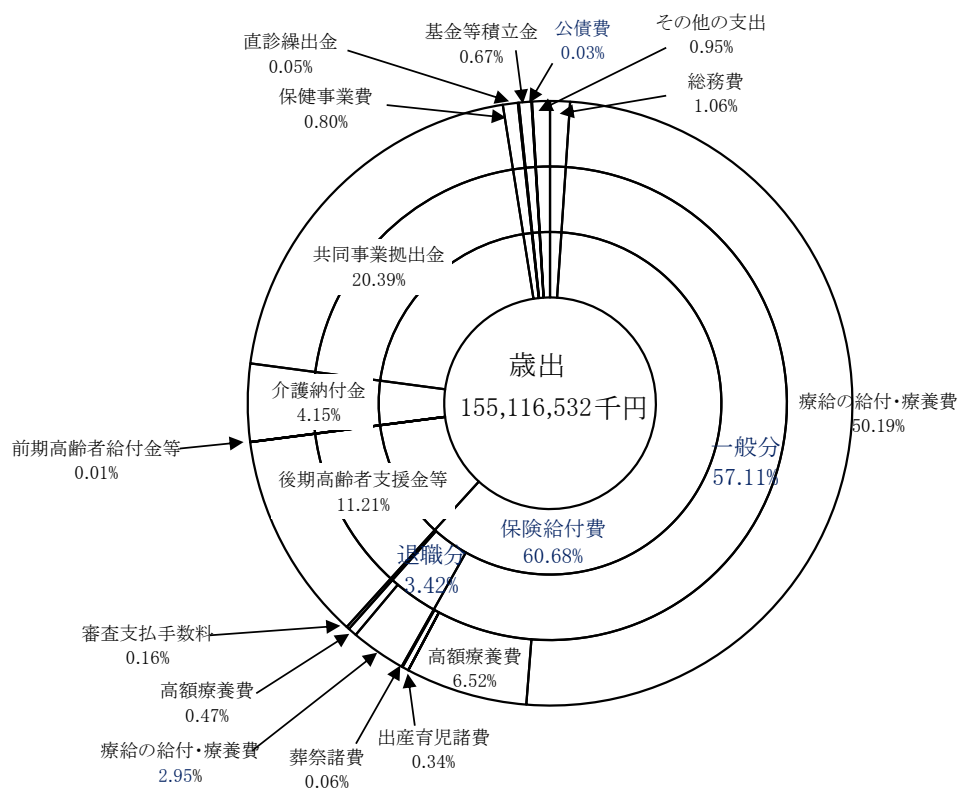 その他の支出
0.95%
公債費
0.03%
基金等積立金
0.67%
直診繰出金
0.05%
総務費
1.06%
保健事業費
0.80%
共同事業拠出金
20.39%
歳出
155,116,532千円
介護納付金
4.15%
療給の給付・療養費
50.19%
前期高齢者給付金等
0.01%
一般分
57.11%
後期高齢者支援金等
11.21%
保険給付費
60.68%
退職分
3.42%
審査支払手数料
0.16%
高額療養費
6.52%
高額療養費
0.47%
療給の給付・療養費
2.95%
葬祭諸費
0.06%
出産育児諸費
0.34%